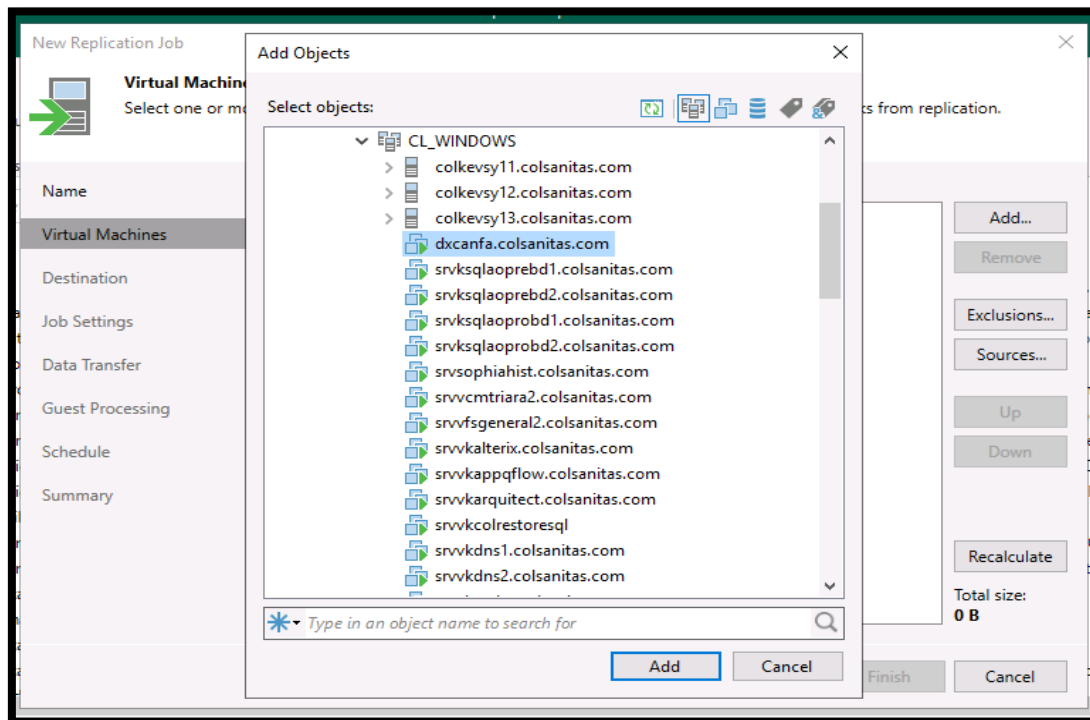 New Replication Job
Add Objects
Virtual Machine
Select one or mo
ks from replication.
Select objects:
Name
Virtual Machines
Destination
Job Settings
Data Transfer
Guest Processing
Schedule
Summary
CL_WINDOWS
colkevsy11.colsanitas.com
colkevsy12.colsanitas.com
colkevsy13.colsanitas.com
dxcanfa.colsanitas.com
srvksqlaoprebd1.colsanitas.com
srvksqlaoprebd2.colsanitas.com
srvksqlaoprobd1.colsanitas.com
srvksqlaoprobd2.colsanitas.com
srvsophiahist.colsanitas.com
srvvcmtriara2.colsanitas.com
srvvfsgeneral2.colsanitas.com
srvvkalterix.colsanitas.com
srvvkappqflow.colsanitas.com
srvvkarquitect.colsanitas.com
srvvkcolrestoresql
srvvkdns1.colsanitas.com
srvvkdns2.colsanitas.com
Type in an object name to search for
Add
Cancel
Add...
Remove
Exclusions...
Sources...
Up
Down
Recalculate
Total size:
0 B
Finish
Cancel